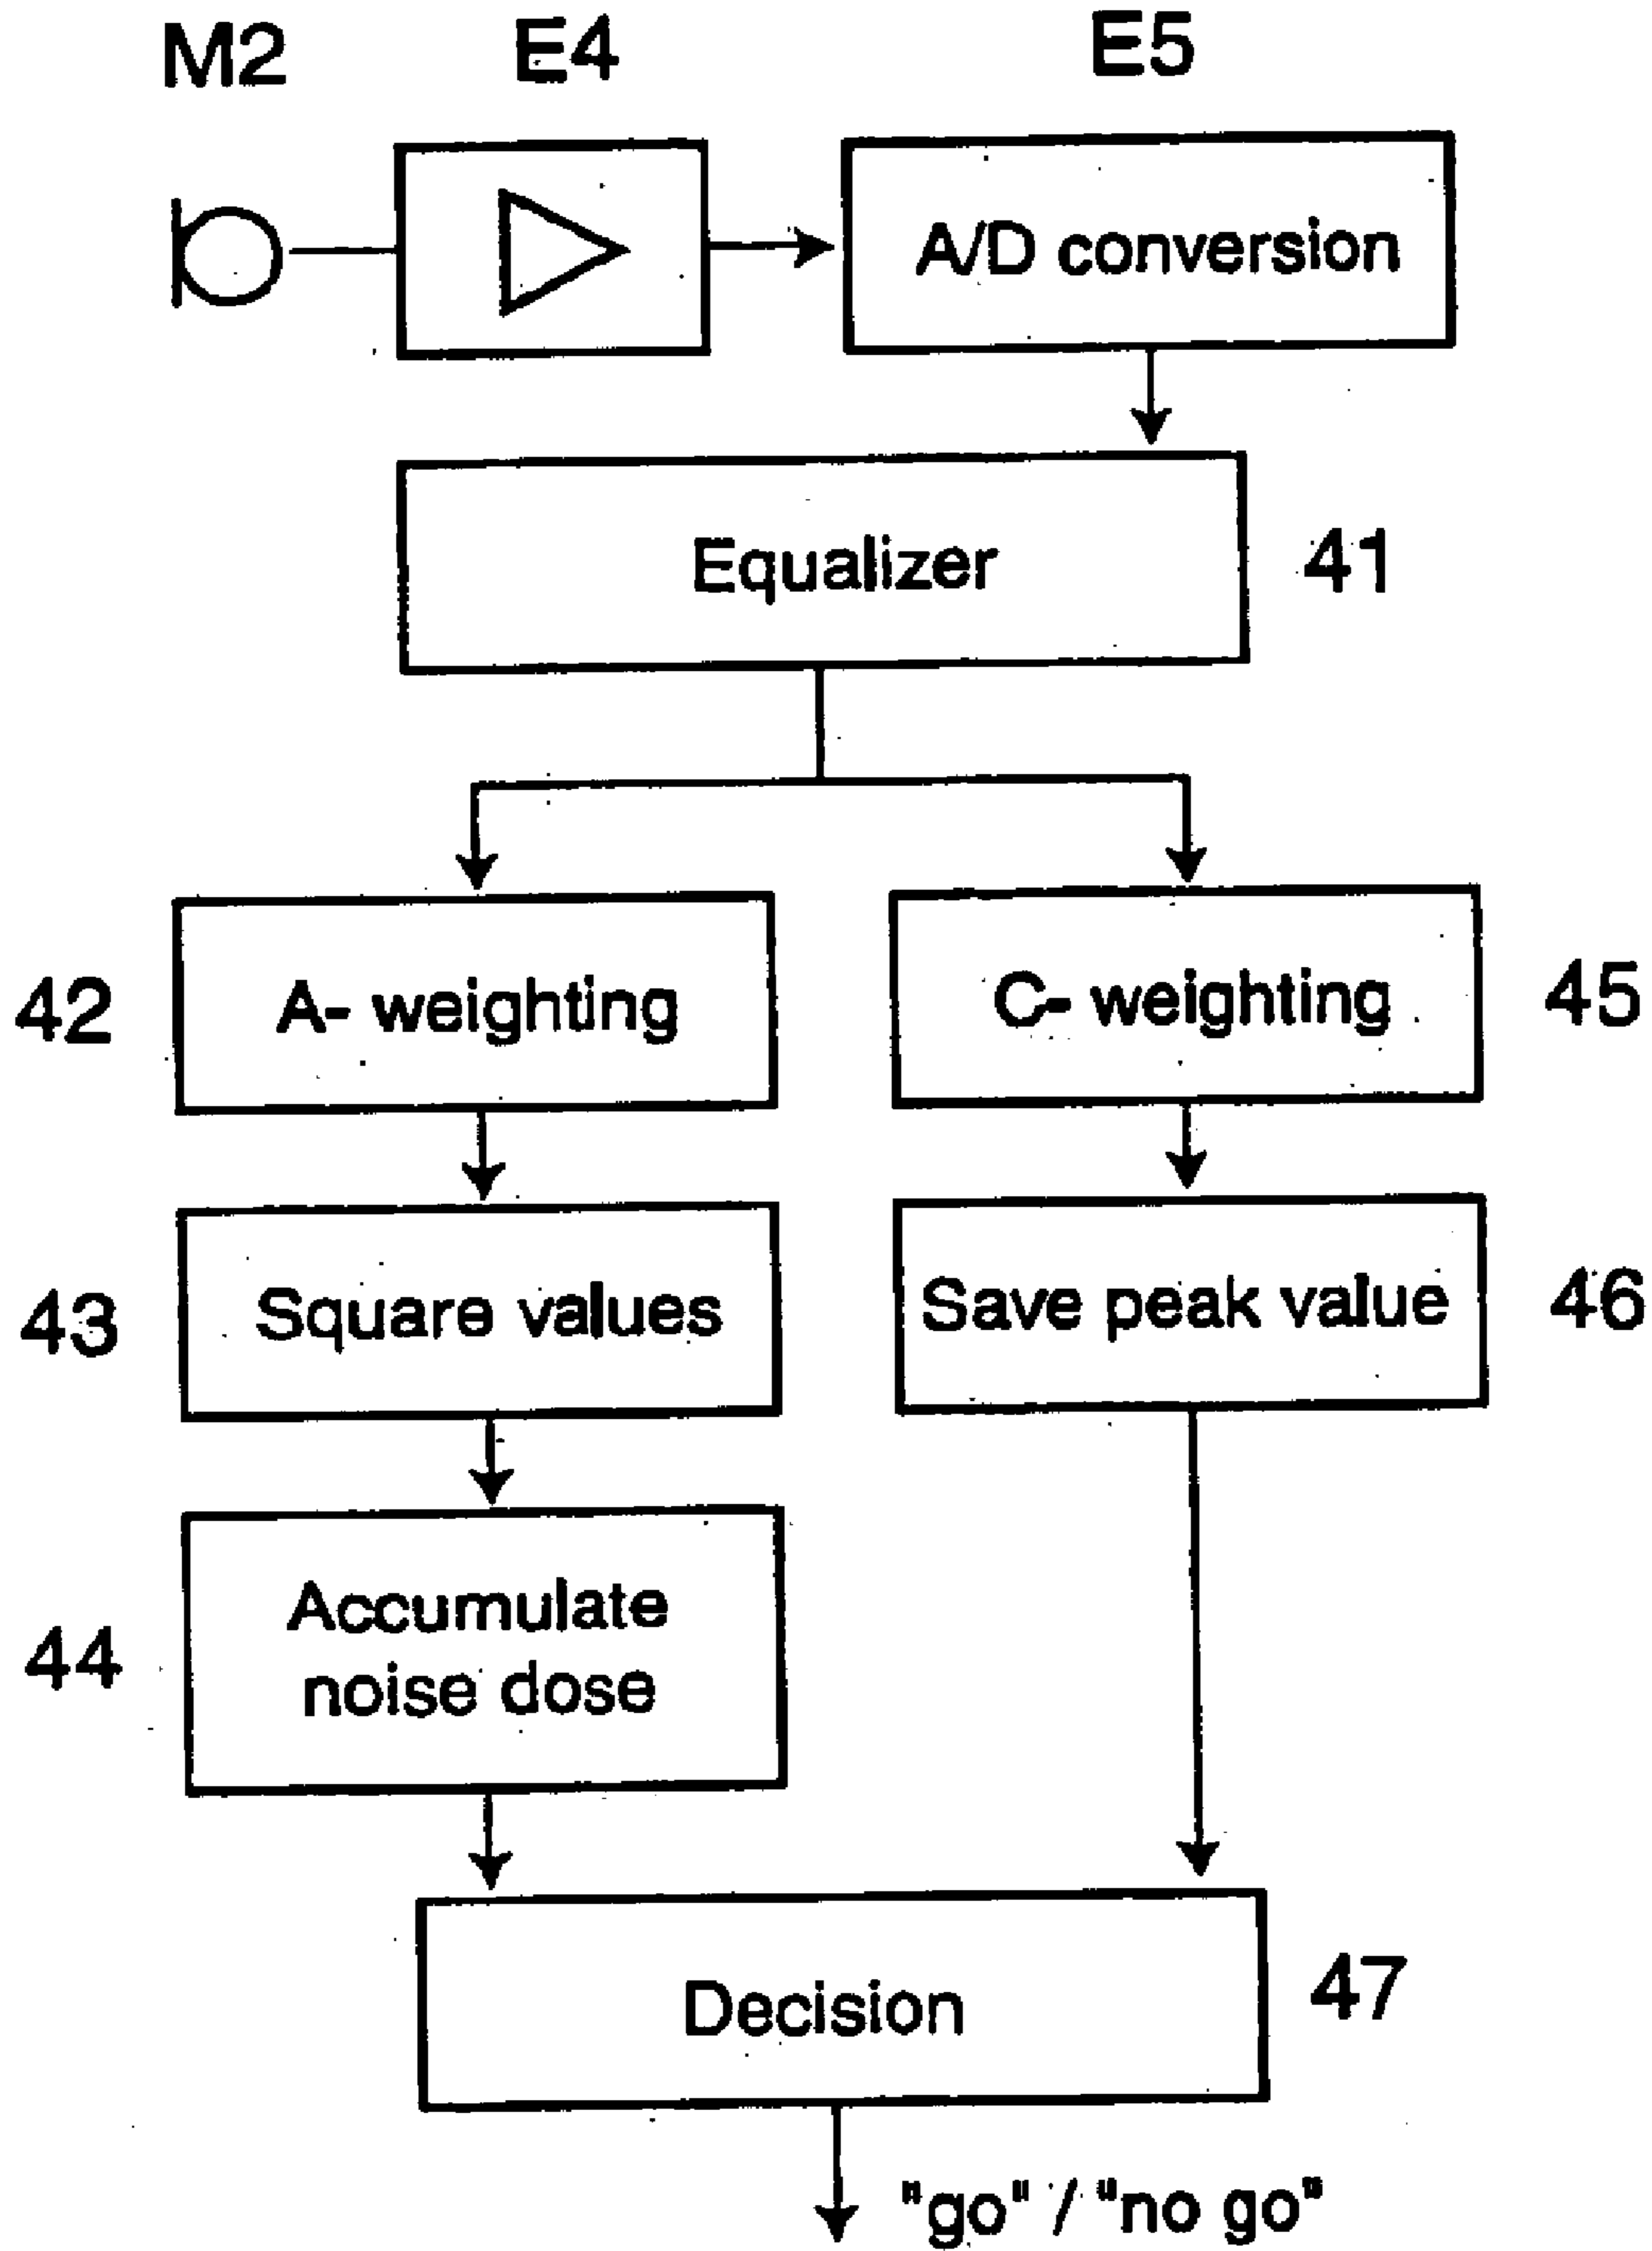 M2 E4 E5
A/D conversion
Equalizer 41
42 A- weighting C- weighting 45
43 Square values Save peak value 46
44 Accumulate
noise dose
Decision 47
"go" / "no go"